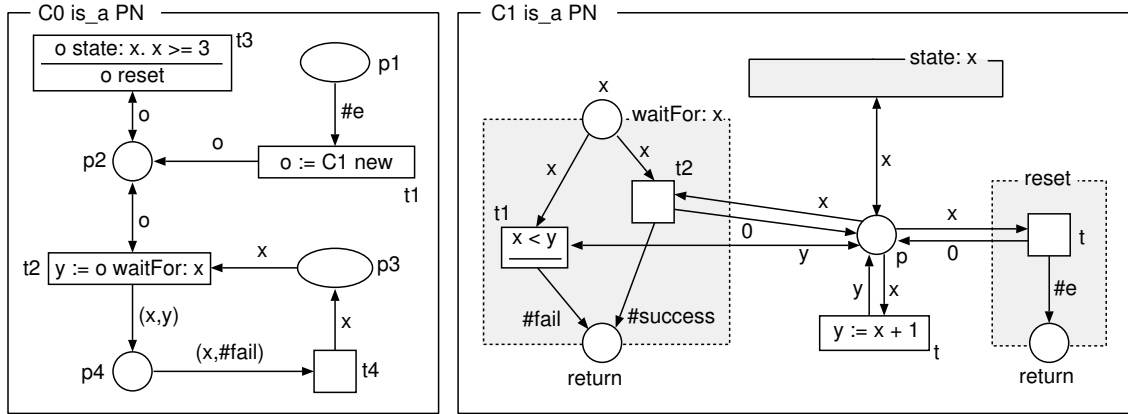 C0 is_a PN
o state: x. x >= 3
o reset
t3
p1
o
#e
p2
o
o := C1 new
t1
o
t2
y := o waitFor: x
x
p3
(x,y)
x
p4
(x,#fail)
t4
C1 is_a PN
state: x
x
waitFor: x
x
x
t2
x
reset
t1
x < y
x
0
y
p
x
0
t
#e
y
x
#fail
#success
y := x + 1
t
return
return